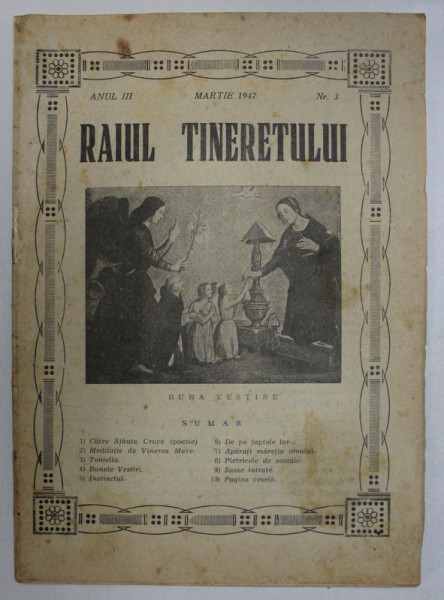 ANUL III MARTIE 1947 Nr. 3
RAIUL TINERETULUI
BUNA VESTIRE
SUMAR
1) Către Sfânta Cruce (poezie)
2) Meditație de Vinerea Mare.
3) Toniella.
4) Bunele Vestiri.
5) Instinctul.
6) De pe faptele lor..
7) Apărați măreția omului.
8) Pietricele de mozaic.
9) Sume intrate.
10) Pagina veselă.